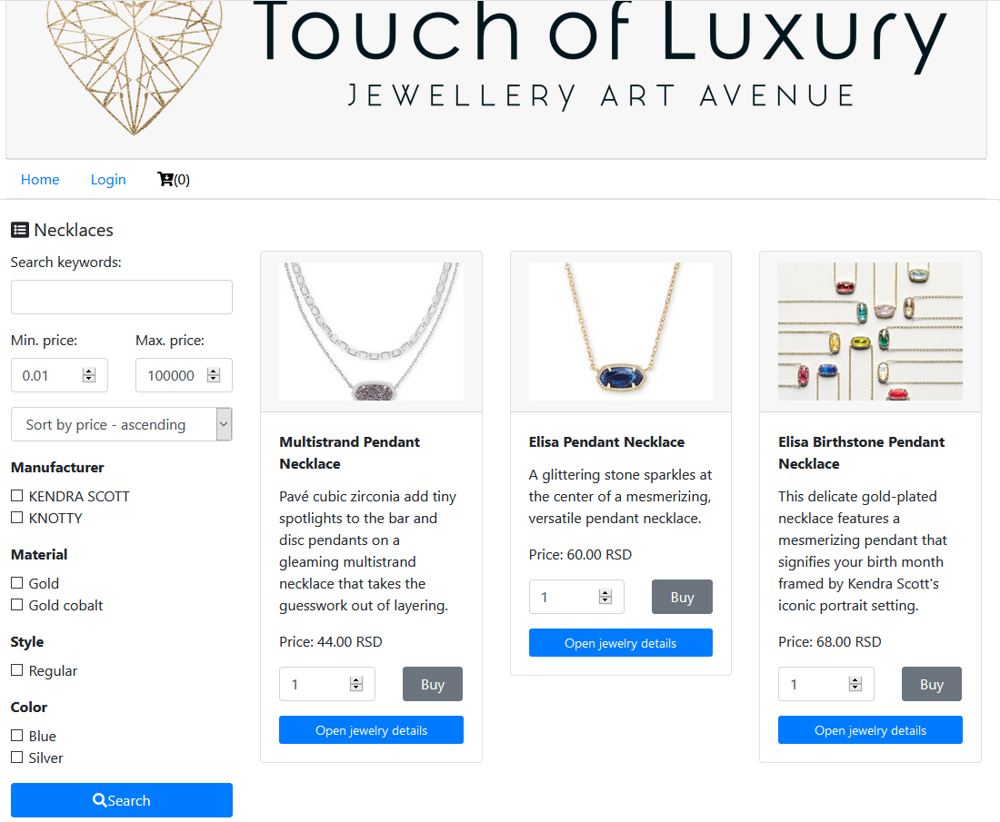 Touch of Luxury
JEWELLERY ART AVENUE
Home
Login
(0)
Necklaces
Search keywords:
Min. price:
Max. price:
0.01
100000
Sort by price - ascending
Manufacturer
KENDRA SCOTT
KNOTTY
Material
Gold
Gold cobalt
Style
Regular
Color
Blue
Silver
Search
Multistrand Pendant
Necklace
Pavé cubic zirconia add tiny
spotlights to the bar and
disc pendants on a
gleaming multistrand
necklace that takes the
guesswork out of layering.
Price: 44.00 RSD
1
Buy
Open jewelry details
Elisa Pendant Necklace
A glittering stone sparkles at
the center of a mesmerizing,
versatile pendant necklace.
Price: 60.00 RSD
1
Buy
Open jewelry details
Elisa Birthstone Pendant
Necklace
This delicate gold-plated
necklace features a
mesmerizing pendant that
signifies your birth month
framed by Kendra Scott's
iconic portrait setting.
Price: 68.00 RSD
1
Buy
Open jewelry details